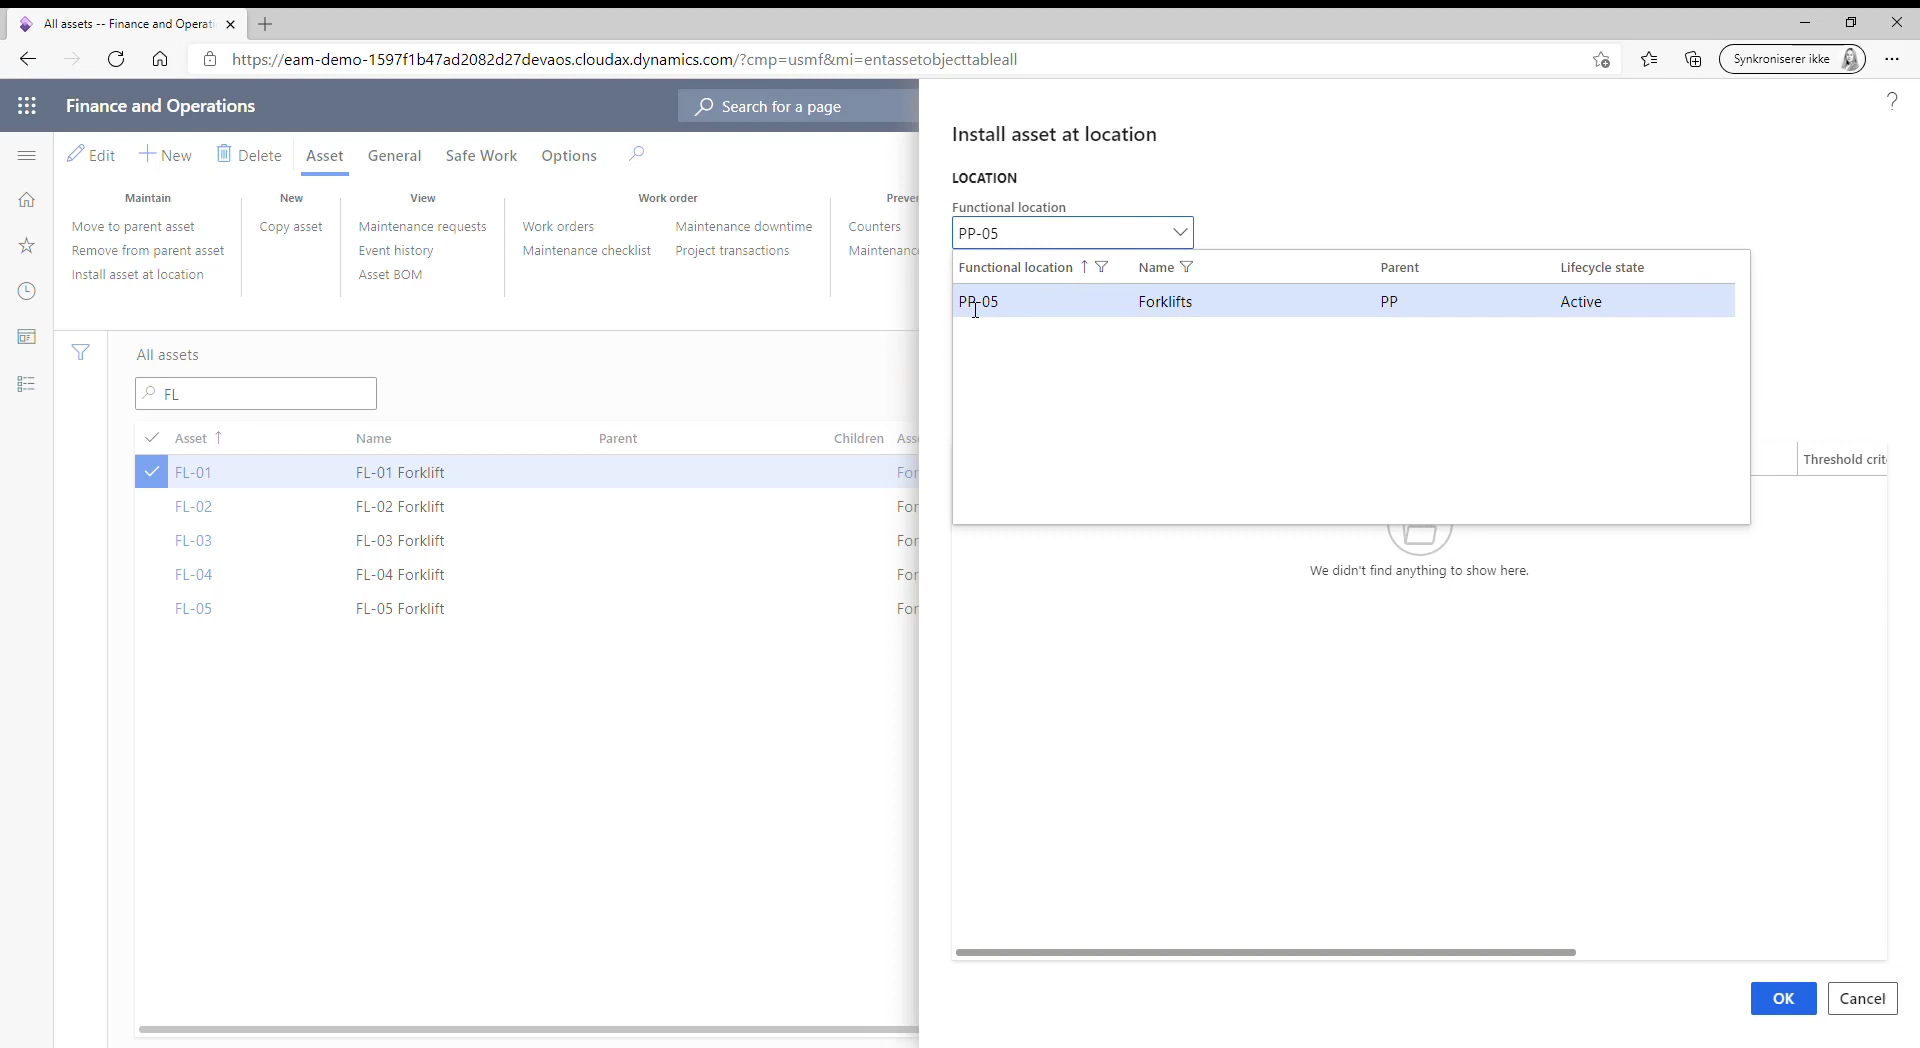 All assets -- Finance and Operati
https://eam-demo-1597f1b47ad2082d27devaos.cloudax.dynamics.com/?cmp=usmf&mi=entassetobjecttableall
Synkroniserer ikke
Finance and Operations
Search for a page
Edit
New
Delete
Asset
General
Safe Work
Options
Maintain
Move to parent asset
Remove from parent asset
Install asset at location
New
Copy asset
View
Maintenance requests
Event history
Asset BOM
Work order
Work orders
Maintenance checklist
Maintenance downtime
Project transactions
Preve
Counters
Maintenanc
All assets
FL
Asset Name Parent Children Ass
FL-01 FL-01 Forklift For
FL-02 FL-02 Forklift For
FL-03 FL-03 Forklift For
FL-04 FL-04 Forklift For
FL-05 FL-05 Forklift For
?
Install asset at location
LOCATION
Functional location
PP-05
Functional location Name Parent Lifecycle state
PP-05 Forklifts PP Active
Threshold crit
We didn't find anything to show here.
OK
Cancel